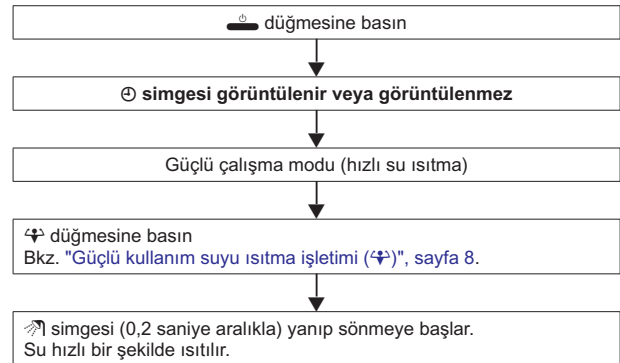 düğmesine basın
simgesi görüntülenir veya görüntülenmez
Güçlü çalışma modu (hızlı su ısıtma)
düğmesine basın
Bkz. "Güçlü kullanım suyu ısıtma işletimi ()", sayfa 8.
simgesi (0,2 saniye aralıkla) yanıp sönmeye başlar.
Su hızlı bir şekilde ısıtılır.